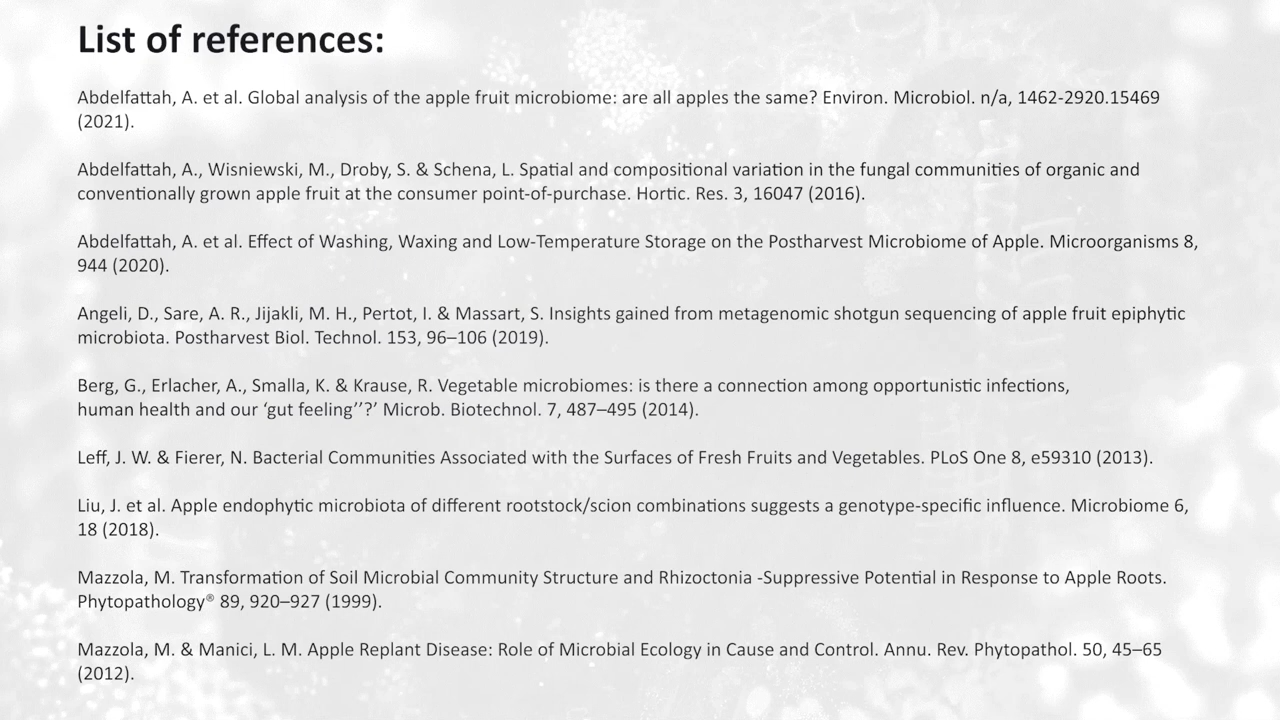 List of references:
Abdelfattah, A. et al. Global analysis of the apple fruit microbiome: are all apples the same? Environ. Microbiol. n/a, 1462-2920.15469
(2021).
Abdelfattah, A., Wisniewski, M., Droby, S. & Schena, L. Spatial and compositional variation in the fungal communities of organic and
conventionally grown apple fruit at the consumer point-of-purchase. Hortic. Res. 3, 16047 (2016).
Abdelfattah, A. et al. Effect of Washing, Waxing and Low-Temperature Storage on the Postharvest Microbiome of Apple. Microorganisms 8,
944 (2020).
Angeli, D., Sare, A. R., Jijakli, M. H., Pertot, I. & Massart, S. Insights gained from metagenomic shotgun sequencing of apple fruit epiphytic
microbiota. Postharvest Biol. Technol. 153, 96–106 (2019).
Berg, G., Erlacher, A., Smalla, K. & Krause, R. Vegetable microbiomes: is there a connection among opportunistic infections,
human health and our ‘gut feeling’’?’ Microb. Biotechnol. 7, 487–495 (2014).
Leff, J. W. & Fierer, N. Bacterial Communities Associated with the Surfaces of Fresh Fruits and Vegetables. PLoS One 8, e59310 (2013).
Liu, J. et al. Apple endophytic microbiota of different rootstock/scion combinations suggests a genotype-specific influence. Microbiome 6,
18 (2018).
Mazzola, M. Transformation of Soil Microbial Community Structure and Rhizoctonia -Suppressive Potential in Response to Apple Roots.
Phytopathology® 89, 920–927 (1999).
Mazzola, M. & Manici, L. M. Apple Replant Disease: Role of Microbial Ecology in Cause and Control. Annu. Rev. Phytopathol. 50, 45–65
(2012).